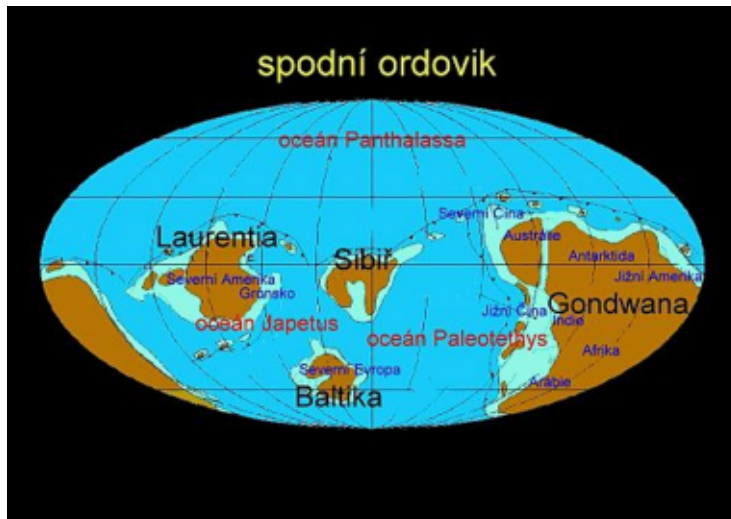 spodní ordovik
oceán Panthalassa
Severní Čína
Laurentia
Austrálie
Sibiř
Antarktida
Severní Amerika
Jižní Amerika
Grónsko
Gondwana
Jižní Čína
Indie
oceán Japetus
oceán Paleotethys
Afrika
Severní Evropa
Arábie
Baltika